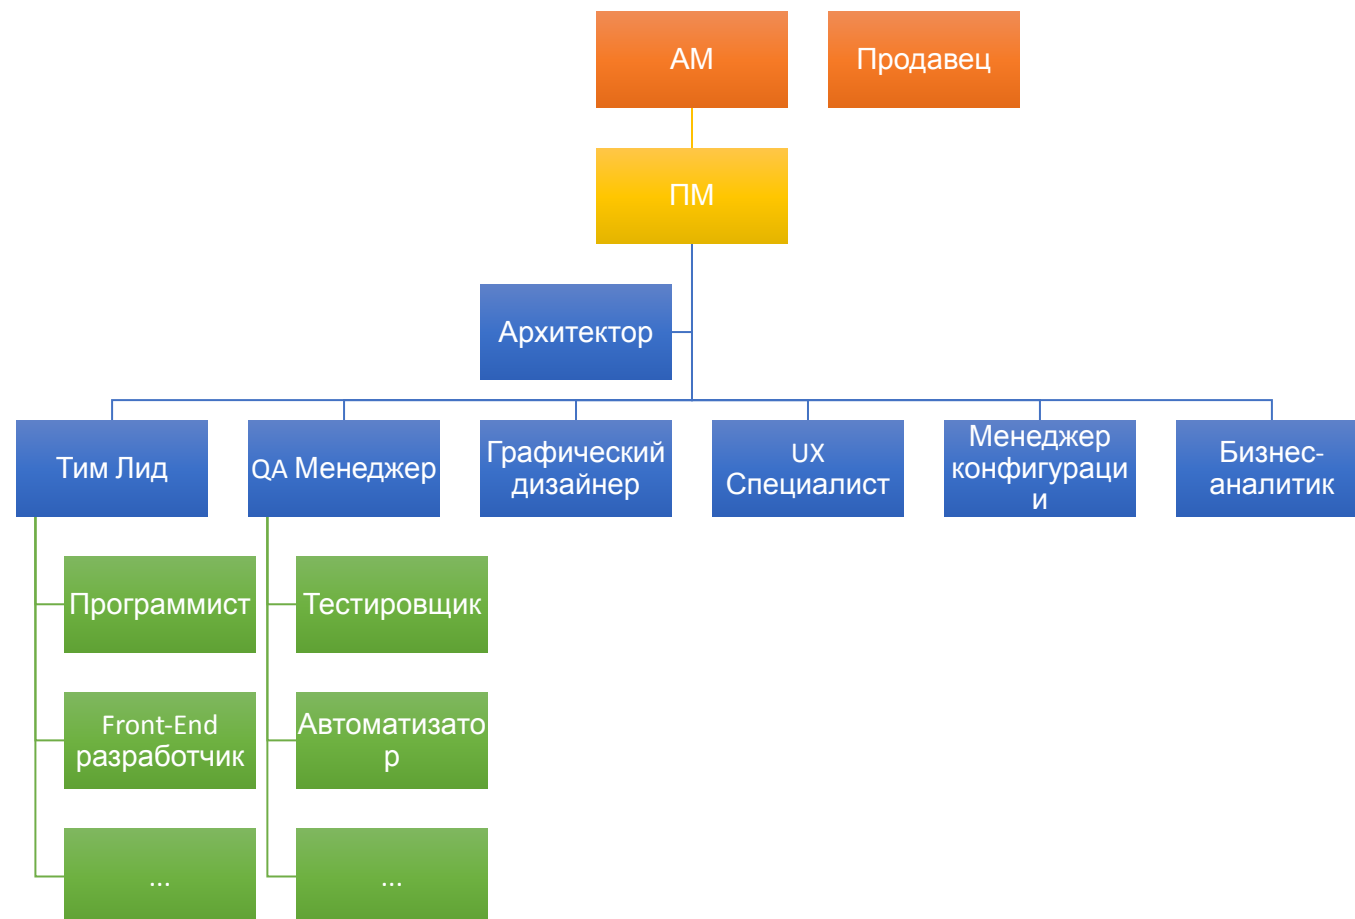 АМ
Продавец
ПМ
Архитектор
Тим Лид
QA Менеджер
Графический
дизайнер
UX
Специалист
Менеджер
конфигураци
и
Бизнес-
аналитик
Программист
Тестировщик
Front-End
разработчик
Автоматизато
р
...
...